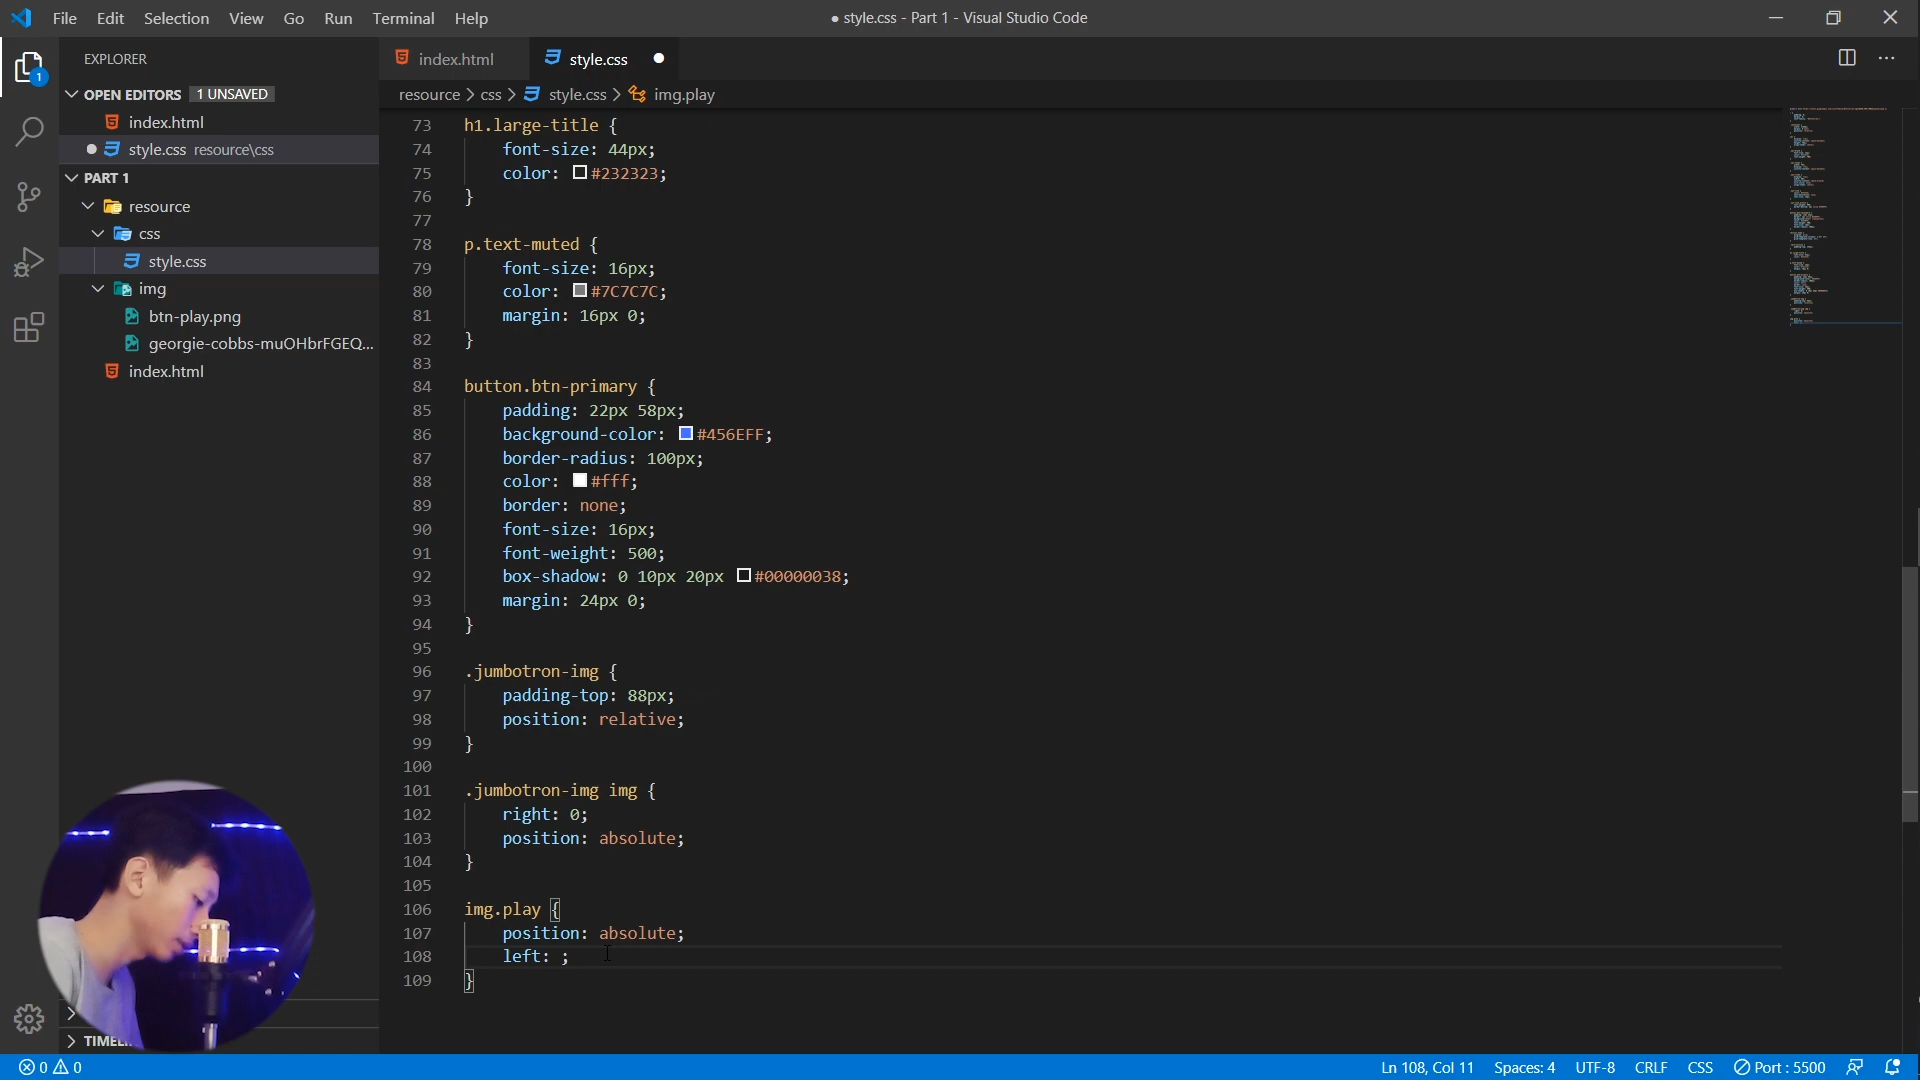 File Edit Selection View Go Run Terminal Help
● style.css - Part 1 - Visual Studio Code
EXPLORER
OPEN EDITORS 1 UNSAVED
index.html
style.css resource\css
PART 1
resource
css
style.css
img
btn-play.png
georgie-cobbs-muOHbrFGEQ...
index.html
TIMELI
1
index.html
style.css
resource > css > style.css > img.play
73 h1.large-title {
74 font-size: 44px;
75 color: #232323;
76 }
77
78 p.text-muted {
79 font-size: 16px;
80 color: #7C7C7C;
81 margin: 16px 0;
82 }
83
84 button.btn-primary {
85 padding: 22px 58px;
86 background-color: #456EFF;
87 border-radius: 100px;
88 color: #fff;
89 border: none;
90 font-size: 16px;
91 font-weight: 500;
92 box-shadow: 0 10px 20px #00000038;
93 margin: 24px 0;
94 }
95
96 .jumbotron-img {
97 padding-top: 88px;
98 position: relative;
99 }
100
101 .jumbotron-img img {
102 right: 0;
103 position: absolute;
104 }
105
106 img.play {
107 position: absolute;
108 left: ;
109 }
0 0
Ln 108, Col 11 Spaces: 4 UTF-8 CRLF CSS Port : 5500